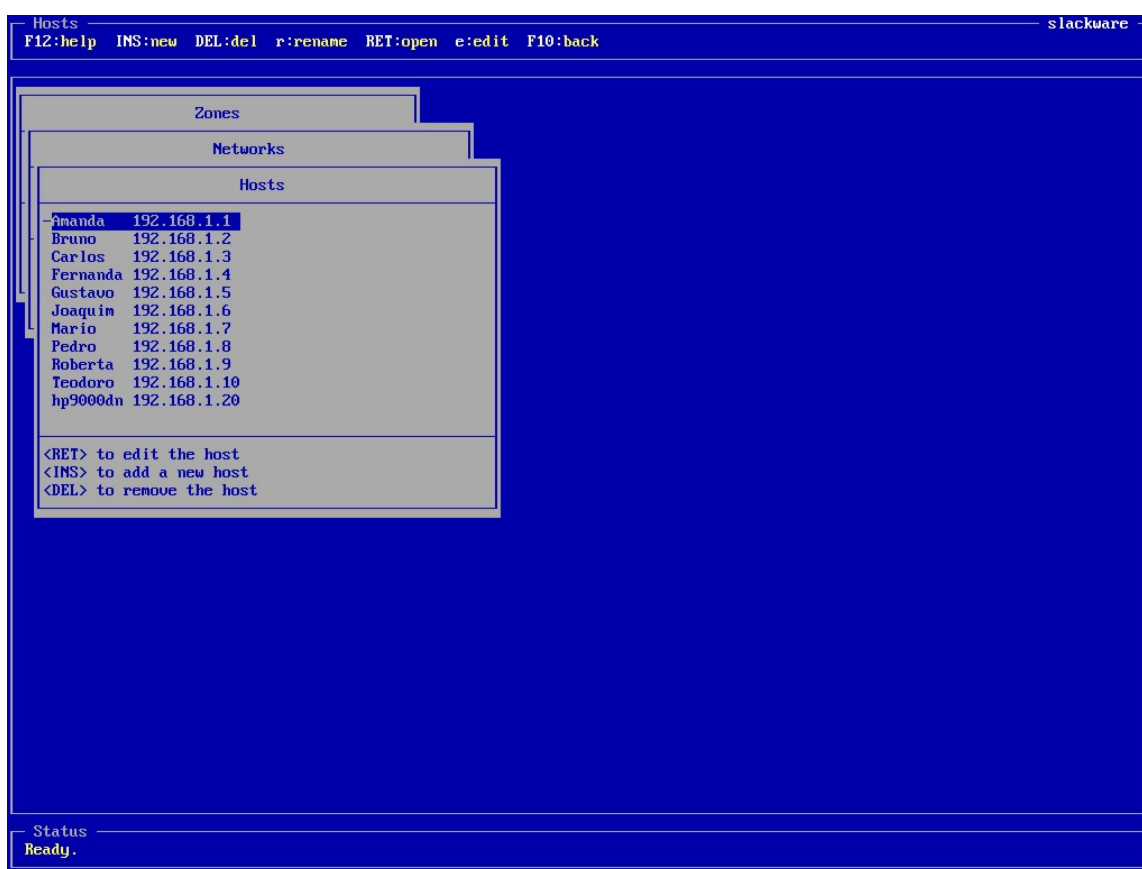 Hosts slackware
F12:help INS:new DEL:del r:rename RET:open e:edit F10:back
Zones
Networks
Hosts
Amanda 192.168.1.1
Bruno 192.168.1.2
Carlos 192.168.1.3
Fernanda 192.168.1.4
Gustavo 192.168.1.5
Joaquim 192.168.1.6
Mario 192.168.1.7
Pedro 192.168.1.8
Roberta 192.168.1.9
Teodoro 192.168.1.10
hp9000dn 192.168.1.20
<RET> to edit the host
<INS> to add a new host
<DEL> to remove the host
Status
Ready.